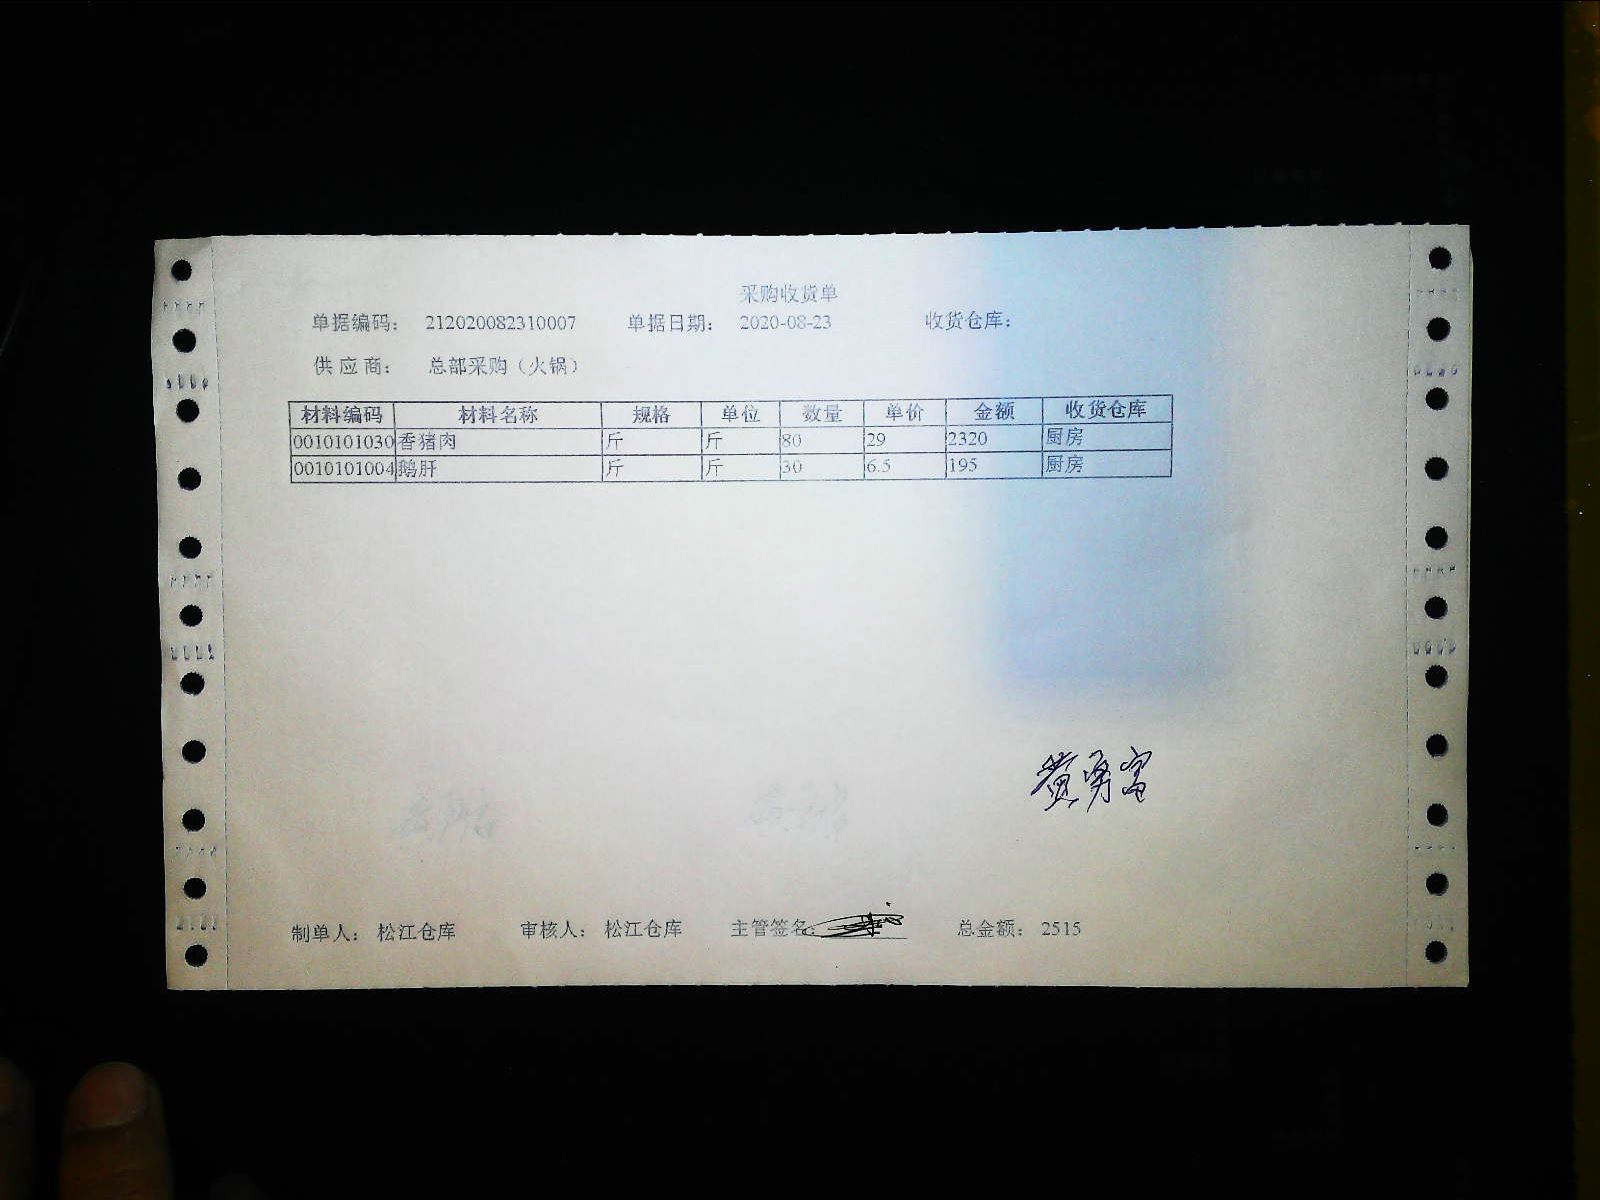 采购收货单
单据编码： 212020082310007 单据日期： 2020-08-23 收货仓库：
供 应 商： 总部采购（火锅）
材料编码 材料名称 规格 单位 数量 单价 金额 收货仓库
0010101030 香猪肉 斤 斤 80 29 2320 厨房
0010101004 鹅肝 斤 斤 30 6.5 195 厨房
黄勇富
制单人： 松江仓库 审核人： 松江仓库 主管签名： 总金额： 2515